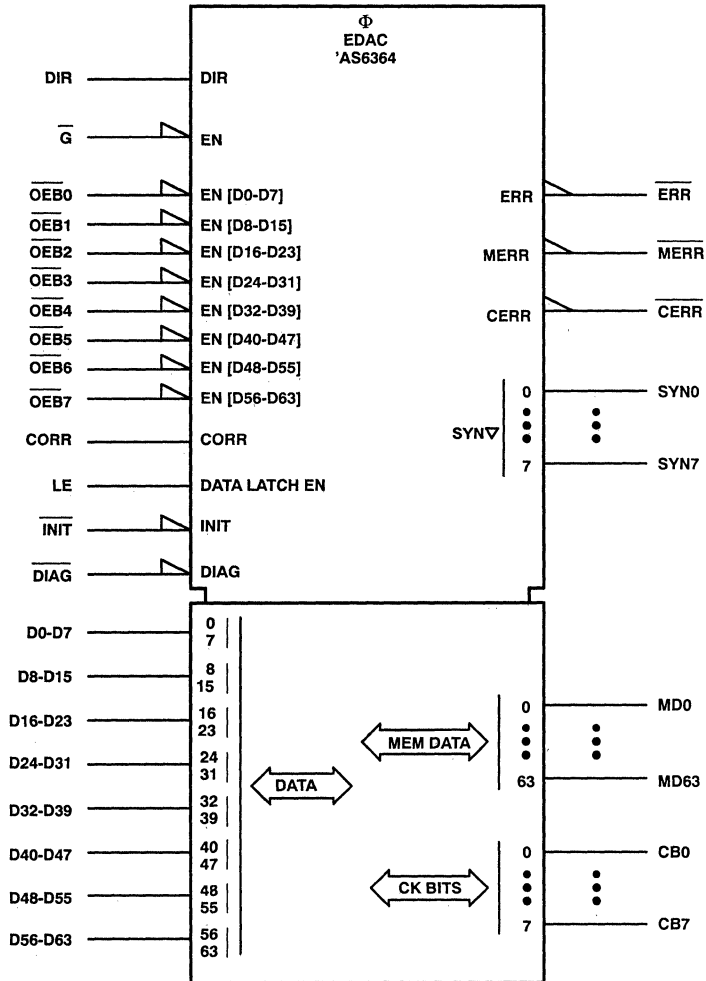 Φ
EDAC
'AS6364
DIR DIR
G EN
OEB0 EN [D0-D7] ERR ERR
OEB1 EN [D8-D15]
OEB2 EN [D16-D23] MERR MERR
OEB3 EN [D24-D31]
OEB4 EN [D32-D39] CERR CERR
OEB5 EN [D40-D47]
OEB6 EN [D48-D55]
OEB7 EN [D56-D63] 0 SYN0
CORR CORR SYN▽
7 SYN7
LE DATA LATCH EN
INIT INIT
DIAG DIAG
D0-D7 0
7
D8-D15 8
15
D16-D23 16 0 MD0
23 MEM DATA
D24-D31 24
31 DATA 63 MD63
D32-D39 32
39
D40-D47 40 0 CB0
47
D48-D55 48 CK BITS
55
D56-D63 56 7 CB7
63